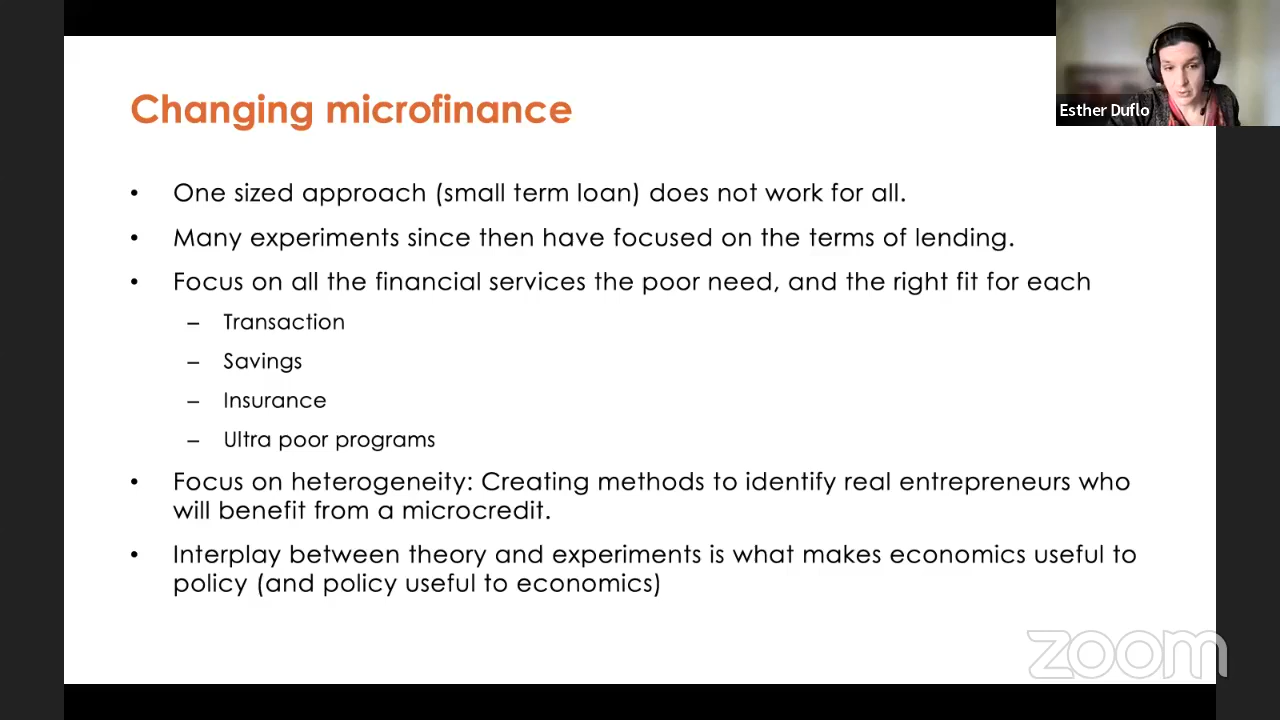 Changing microfinance
Esther Duflo
• One sized approach (small term loan) does not work for all.
• Many experiments since then have focused on the terms of lending.
• Focus on all the financial services the poor need, and the right fit for each
– Transaction
– Savings
– Insurance
– Ultra poor programs
• Focus on heterogeneity: Creating methods to identify real entrepreneurs who
will benefit from a microcredit.
• Interplay between theory and experiments is what makes economics useful to
policy (and policy useful to economics)
zoom